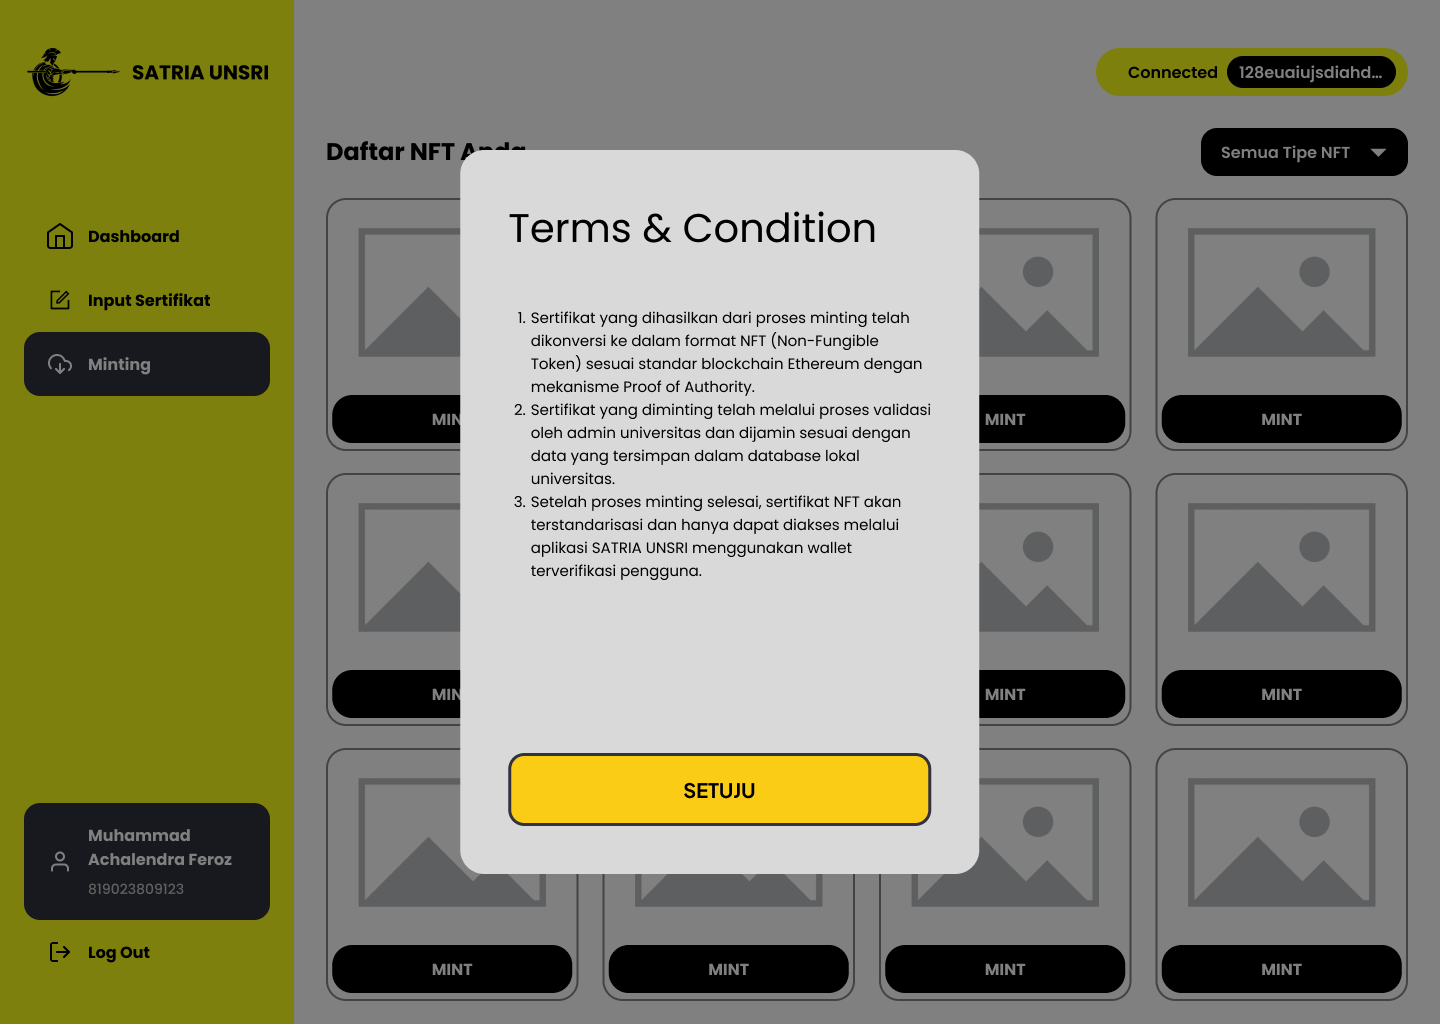 SATRIA UNSRI
Connected
128euaiujsdiahd...
Dashboard
Input Sertifikat
Minting
Muhammad
Achalendra Feroz
819023809123
Log Out
Daftar NFT Anda
Semua Tipe NFT
MINT
MINT
MINT
MINT
MINT
MINT
MINT
MINT
MINT
MINT
Terms & Condition
1. Sertifikat yang dihasilkan dari proses minting telah
dikonversi ke dalam format NFT (Non-Fungible
Token) sesuai standar blockchain Ethereum dengan
mekanisme Proof of Authority.
2. Sertifikat yang diminting telah melalui proses validasi
oleh admin universitas dan dijamin sesuai dengan
data yang tersimpan dalam database lokal
universitas.
3. Setelah proses minting selesai, sertifikat NFT akan
terstandarisasi dan hanya dapat diakses melalui
aplikasi SATRIA UNSRI menggunakan wallet
terverifikasi pengguna.
SETUJU